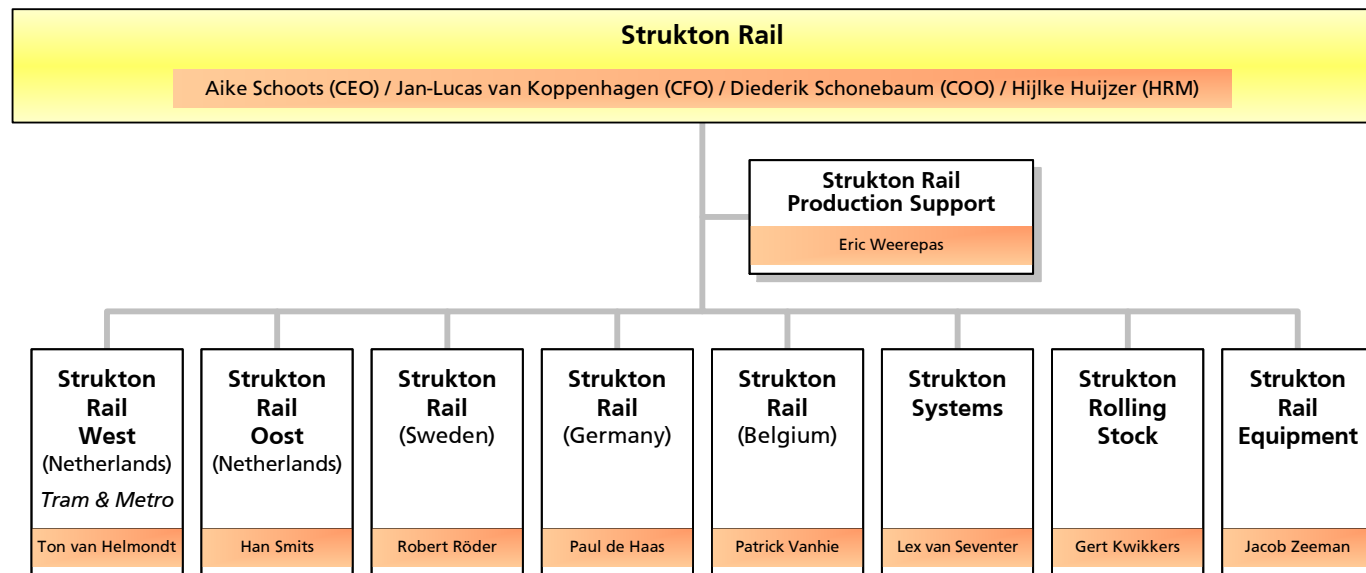 Strukton Rail
Aike Schoots (CEO) / Jan-Lucas van Koppenhagen (CFO) / Diederik Schonebaum (COO) / Hijlke Huijzer (HRM)
Strukton Rail
Production Support
Eric Weerepas
Strukton
Rail
West
(Netherlands)
Tram & Metro
Ton van Helmondt
Strukton
Rail
Oost
(Netherlands)
Han Smits
Strukton
Rail
(Sweden)
Robert Röder
Strukton
Rail
(Germany)
Paul de Haas
Strukton
Rail
(Belgium)
Patrick Vanhie
Strukton
Systems
Lex van Seventer
Strukton
Rolling
Stock
Gert Kwikkers
Strukton
Rail
Equipment
Jacob Zeeman